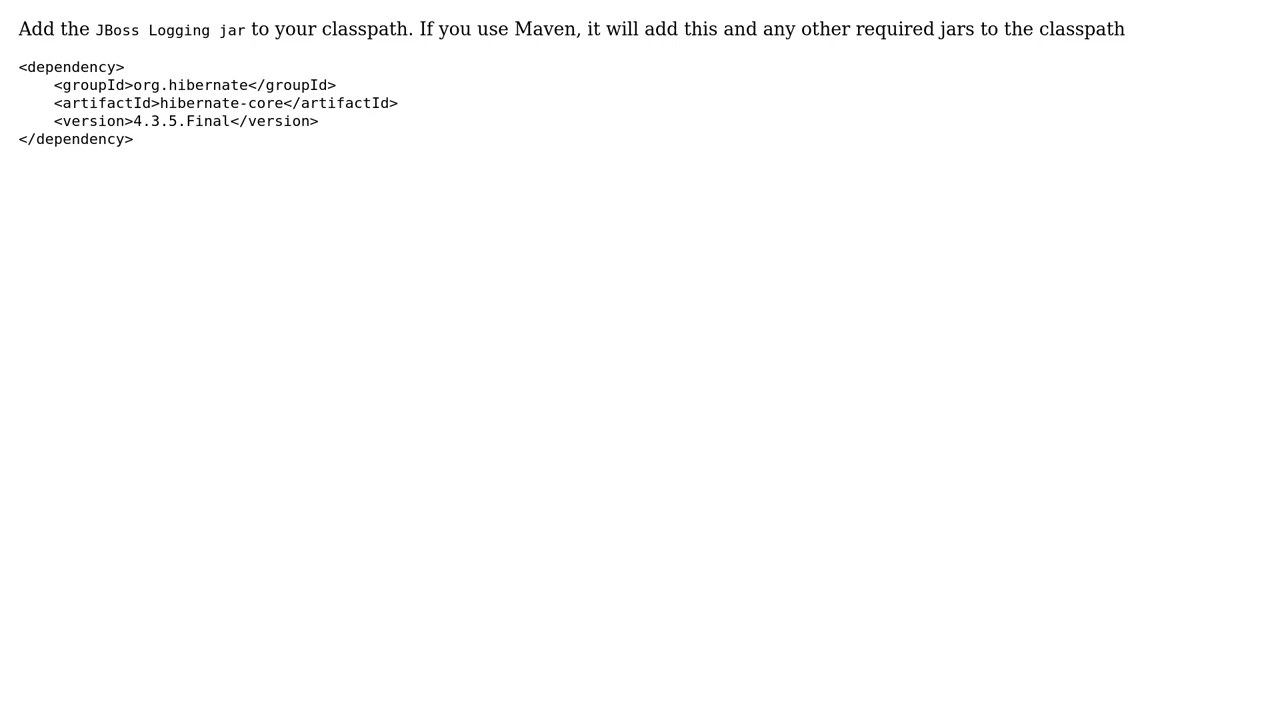 Add the JBoss Logging jar to your classpath. If you use Maven, it will add this and any other required jars to the classpath
<dependency>
    <groupId>org.hibernate</groupId>
    <artifactId>hibernate-core</artifactId>
    <version>4.3.5.Final</version>
</dependency>